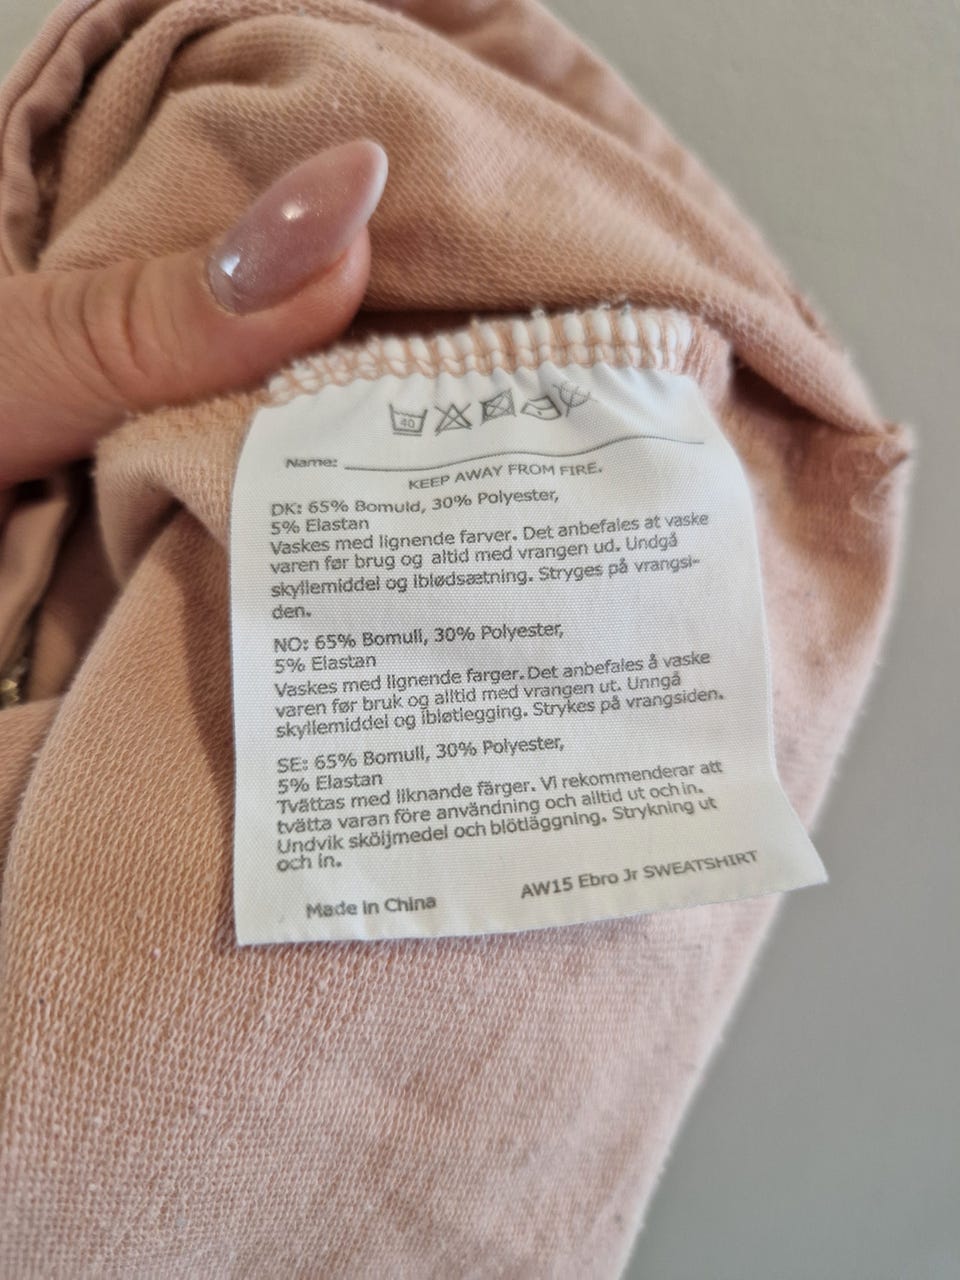 40
Name:
KEEP AWAY FROM FIRE.
DK: 65% Bomuld, 30% Polyester,
5% Elastan
Vaskes med lignende farver. Det anbefales at vaske
varen før brug og altid med vrangen ud. Undgå
skyllemiddel og Iblødsætning. Stryges på vrangsi-
den.
NO: 65% Bomull, 30% Polyester,
5% Elastan
Vaskes med lignende farger. Det anbefales å vaske
varen før bruk og alltid med vrangen ut. Unngå
skyllemiddel og ibløtlegging. Strykes på vrangsiden.
SE: 65% Bomull, 30% Polyester,
5% Elastan
Tvättas med liknande färger. Vi rekommenderar att
tvätta varan före användning och alltid ut och in.
Undvik sköljmedel och blötläggning. Strykning ut
och in.
Made in China
AW15 Ebro Jr SWEATSHIRT